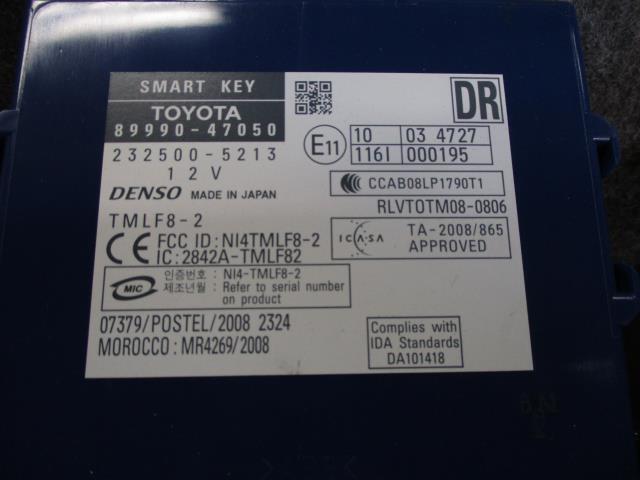 SMART KEY
TOYOTA
89990-47050
DR
232500-5213
12V
E11
10 03 4727
116I 000195
CCAB08LP1790T1
DENSO MADE IN JAPAN
RLVTOTM08-0806
TMLF8-2
CE FCC ID : NI4TMLF8-2
IC: 2842A-TMLF82
ICASA
TA-2008/865
APPROVED
MIC
인증번호 : NI4-TMLF8-2
제조년월 : Refer to serial number
on product
07379/POSTEL/2008 2324
MOROCCO : MR4269/2008
Complies with
IDA Standards
DA101418